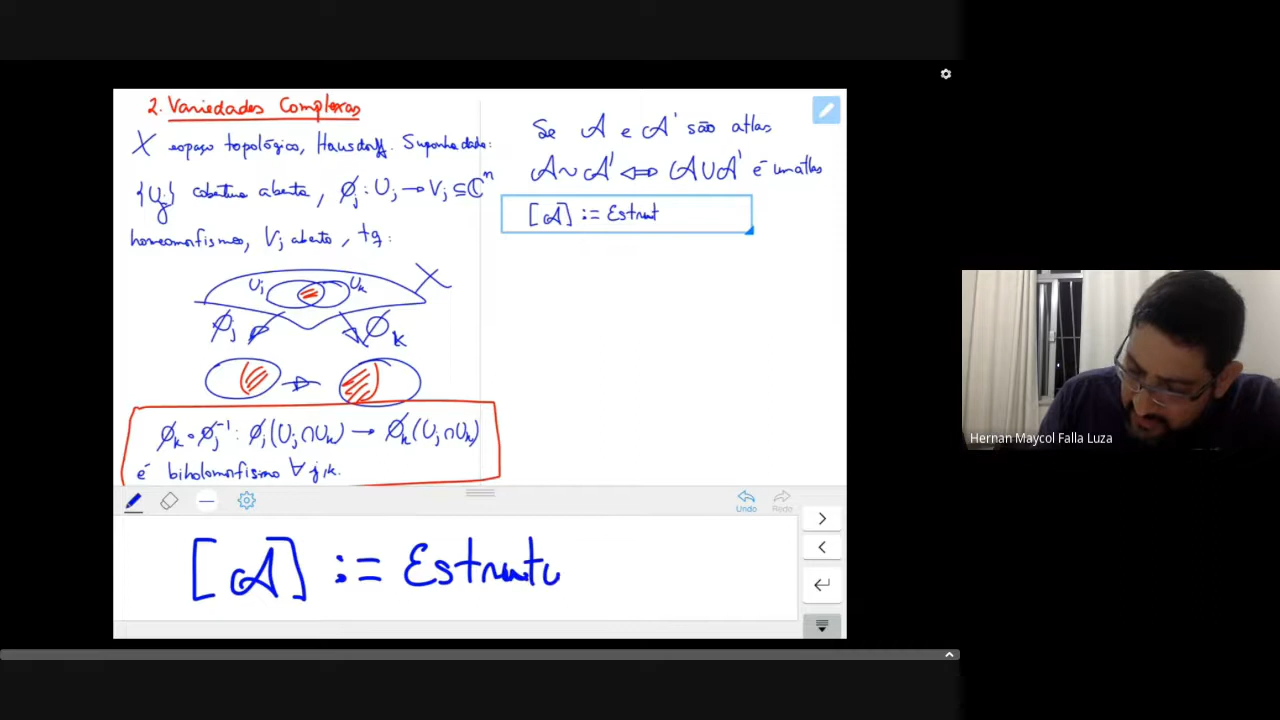 2. Variedades Complexas
X espaço topológico, Hausdorff. Suponha dado:
{Uj} cobertura aberta, ϕj : Uj → Vj ⊆ ℂⁿ
homeomorfismo, Vj aberto, tq:
X
Uj Uk
ϕj ϕk
ϕk ∘ ϕj⁻¹ : ϕj(Uj∩Uk) → ϕk(Uj∩Uk)
é biholomorfismo ∀ j,k.
Se 𝒜 e 𝒜' são atlas
𝒜 ~ 𝒜' ⟺ 𝒜 ∪ 𝒜' é um atlas
[𝒜] := Estrut
Undo Redo
[𝒜] := Estrutu
Hernan Maycol Falla Luza